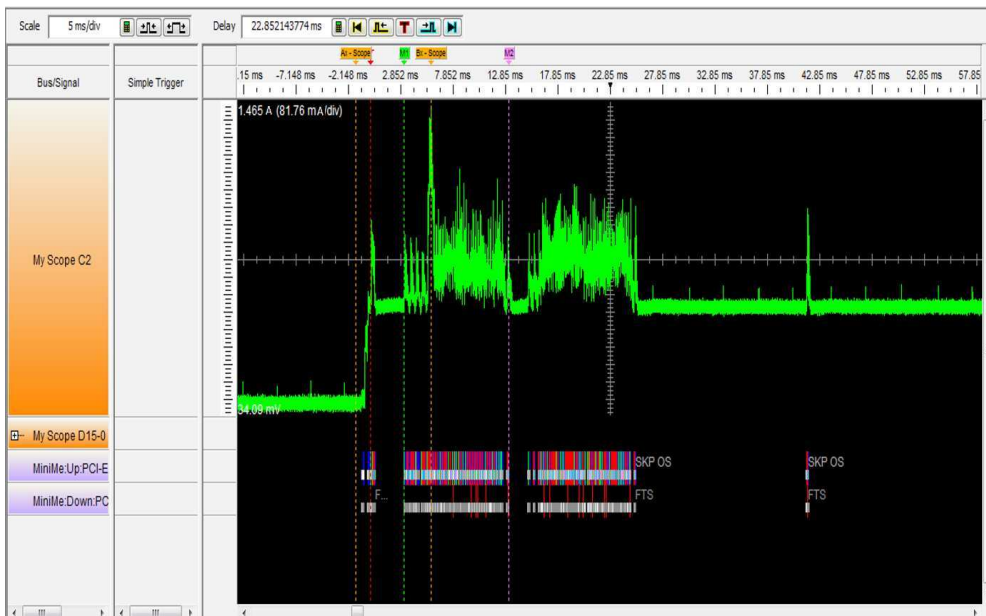 Scale 5 ms/div Delay 22.852143774 ms T
Ax - Scope M1 Bx - Scope M2
Bus/Signal Simple Trigger .15 ms -7.148 ms -2.148 ms 2.852 ms 7.852 ms 12.85 ms 17.85 ms 22.85 ms 27.85 ms 32.85 ms 37.85 ms 42.85 ms 47.85 ms 52.85 ms 57.85
1.465 A (81.76 mA/div)
My Scope C2
34.09 mV
My Scope D15-0
MiniMe:Up:PCI-E SKP OS SKP OS
MiniMe:Down:PC F... FTS FTS